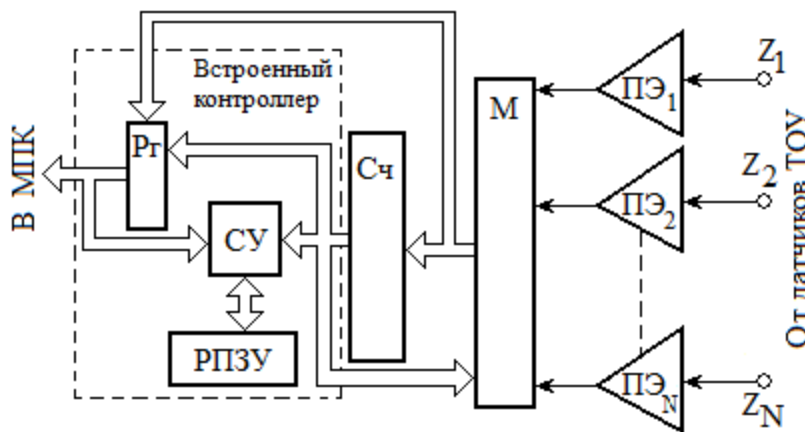 Встроенный
контроллер
В МПК
Рг
СУ
РПЗУ
Сч
М
ПЭ1
ПЭ2
ПЭN
Z1
Z2
ZN
От датчиков ТОУ